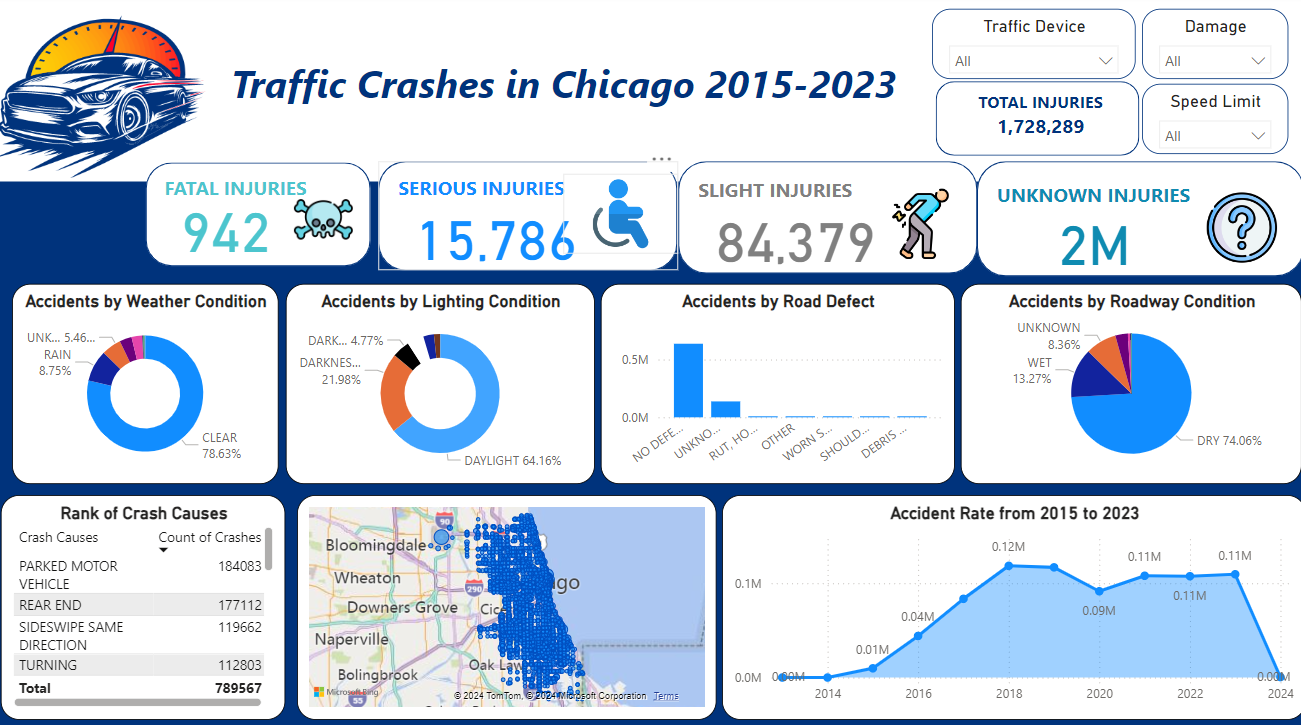 Traffic Crashes in Chicago 2015-2023
Traffic Device
All
Damage
All
TOTAL INJURIES
1,728,289
Speed Limit
All
FATAL INJURIES
942
SERIOUS INJURIES
15.786
SLIGHT INJURIES
84,379
UNKNOWN INJURIES
2M
Accidents by Weather Condition
UNK... 5.46...
RAIN
8.75%
CLEAR
78.63%
Accidents by Lighting Condition
DARK... 4.77%
DARKNES...
21.98%
DAYLIGHT 64.16%
Accidents by Road Defect
0.5M
0.0M
NO DEFE...
UNKNO...
RUT, HO...
OTHER
WORN S...
SHOULD...
DEBRIS ...
Accidents by Roadway Condition
UNKNOWN
8.36%
WET
13.27%
DRY 74.06%
Rank of Crash Causes
Crash Causes Count of Crashes
PARKED MOTOR 184083
VEHICLE
REAR END 177112
SIDESWIPE SAME 119662
DIRECTION
TURNING 112803
Total 789567
90
Bloomingdale
Wheaton
290
go
Downers Grove
Cice
Naperville
Oak Law
Bolingbrook
55
Microsoft Bing
© 2024 TomTom, © 2024 Microsoft Corporation Terms
Accident Rate from 2015 to 2023
0.12M
0.11M
0.11M
0.1M
0.09M
0.11M
0.04M
0.01M
0.0M
0.00M
0.00M
2014
2016
2018
2020
2022
2024